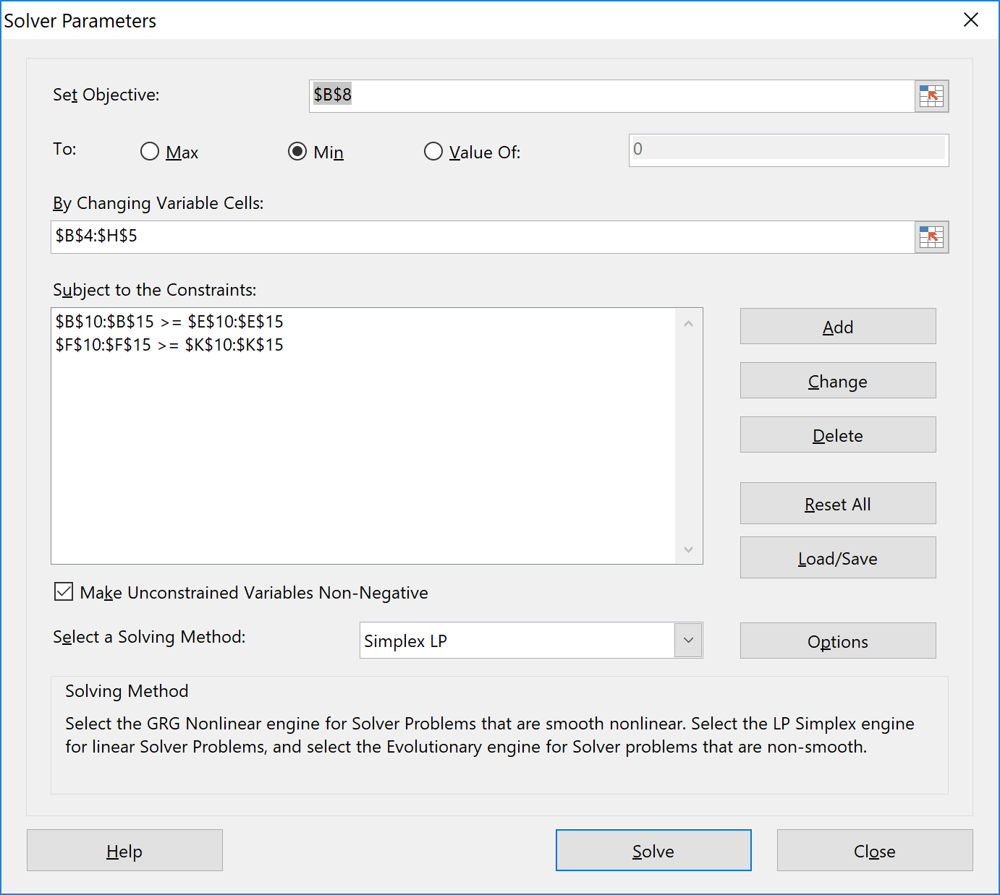 Solver Parameters
Set Objective:
$B$8
To:
Max
Min
Value Of:
0
By Changing Variable Cells:
$B$4:$H$5
Subject to the Constraints:
$B$10:$B$15 >= $E$10:$E$15
$F$10:$F$15 >= $K$10:$K$15
Add
Change
Delete
Reset All
Load/Save
Make Unconstrained Variables Non-Negative
Select a Solving Method:
Simplex LP
Options
Solving Method
Select the GRG Nonlinear engine for Solver Problems that are smooth nonlinear. Select the LP Simplex engine
for linear Solver Problems, and select the Evolutionary engine for Solver problems that are non-smooth.
Help
Solve
Close